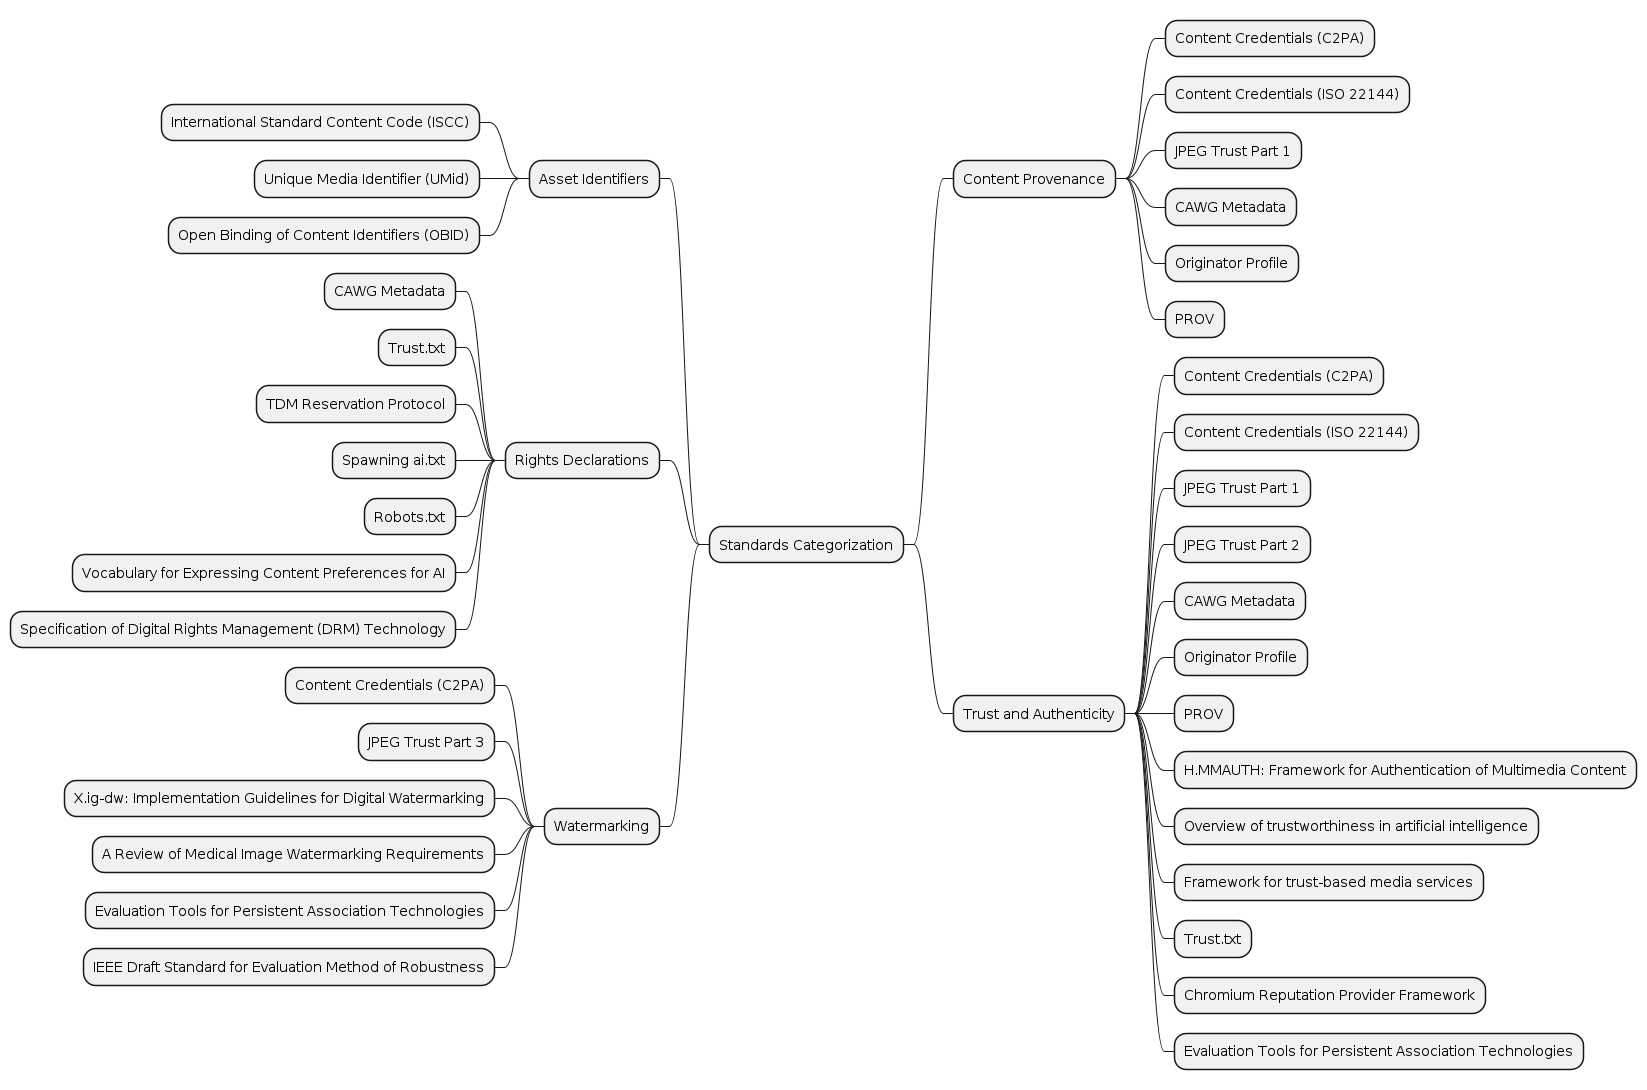 Standards Categorization
Content Provenance
Content Credentials (C2PA)
Content Credentials (ISO 22144)
JPEG Trust Part 1
CAWG Metadata
Originator Profile
PROV
Trust and Authenticity
Content Credentials (C2PA)
Content Credentials (ISO 22144)
JPEG Trust Part 1
JPEG Trust Part 2
CAWG Metadata
Originator Profile
PROV
H.MMAUTH: Framework for Authentication of Multimedia Content
Overview of trustworthiness in artificial intelligence
Framework for trust-based media services
Trust.txt
Chromium Reputation Provider Framework
Evaluation Tools for Persistent Association Technologies
Asset Identifiers
International Standard Content Code (ISCC)
Unique Media Identifier (UMid)
Open Binding of Content Identifiers (OBID)
Rights Declarations
CAWG Metadata
Trust.txt
TDM Reservation Protocol
Spawning ai.txt
Robots.txt
Vocabulary for Expressing Content Preferences for AI
Specification of Digital Rights Management (DRM) Technology
Watermarking
Content Credentials (C2PA)
JPEG Trust Part 3
X.ig-dw: Implementation Guidelines for Digital Watermarking
A Review of Medical Image Watermarking Requirements
Evaluation Tools for Persistent Association Technologies
IEEE Draft Standard for Evaluation Method of Robustness